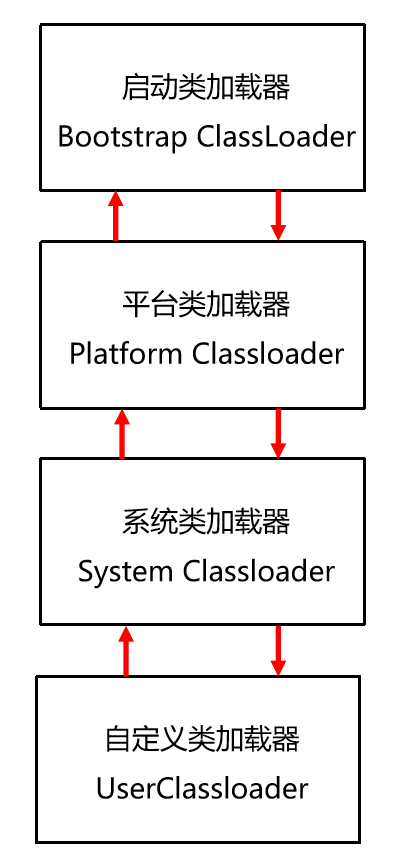 启动类加载器
Bootstrap ClassLoader
平台类加载器
Platform Classloader
系统类加载器
System Classloader
自定义类加载器
UserClassloader